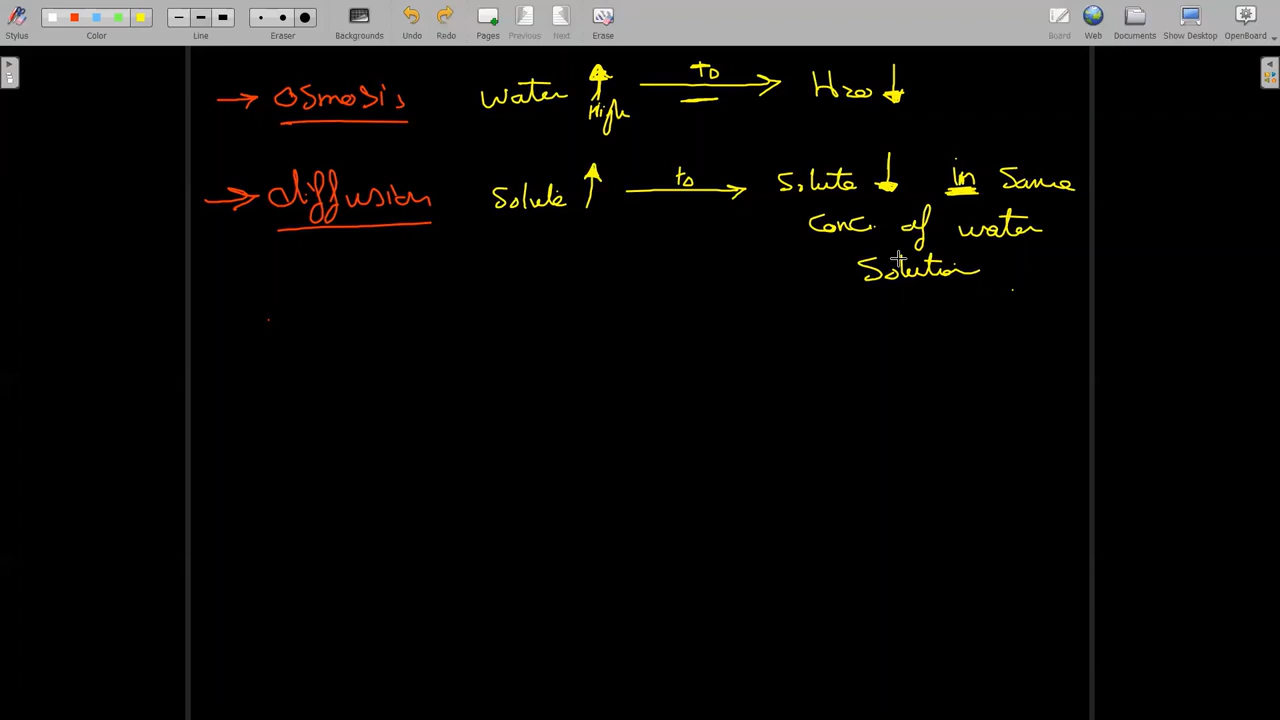 Stylus Color Line Eraser Backgrounds Undo Redo Pages Previous Next Erase Board Web Documents Show Desktop OpenBoard
→ Osmosis water ↑ High to → H2o ↓
→ diffusion Solute ↑ to → Solute ↓ in Same
Conc. of water
Solution